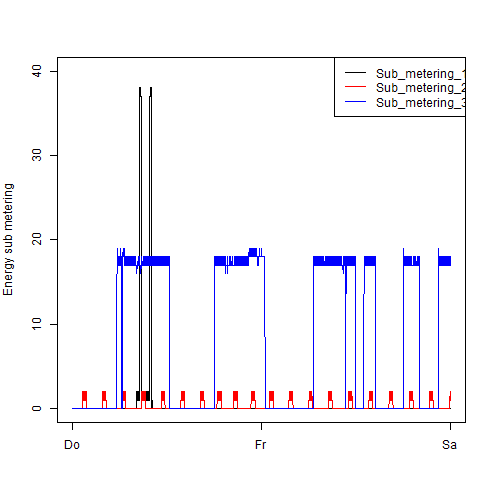 40
Sub_metering_1
Sub_metering_2
Sub_metering_3
30
Energy sub metering
20
10
0
Do Fr Sa